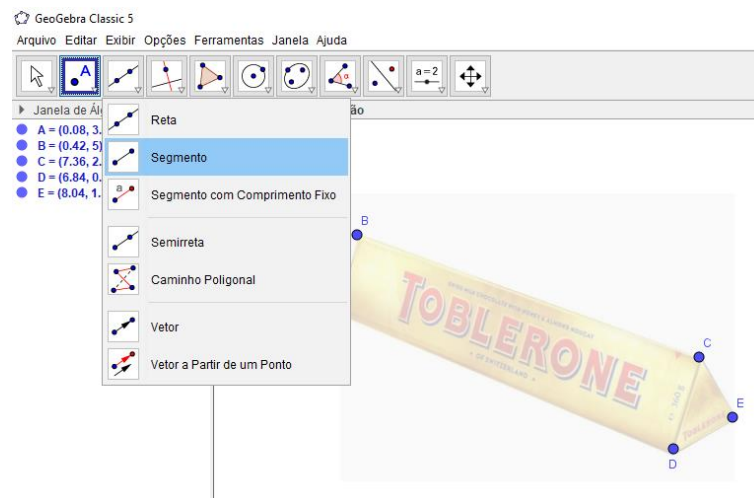 GeoGebra Classic 5
Arquivo Editar Exibir Opções Ferramentas Janela Ajuda
A
α
a=2
Janela de Ál
ão
A = (0.08, 3.
B = (0.42, 5)
C = (7.36, 2.
D = (6.84, 0.
E = (8.04, 1.
Reta
Segmento
a
Segmento com Comprimento Fixo
Semirreta
Caminho Poligonal
Vetor
Vetor a Partir de um Ponto
B
TOBLERONE
OF SWITZERLAND
C
E
TOBLERONE
D